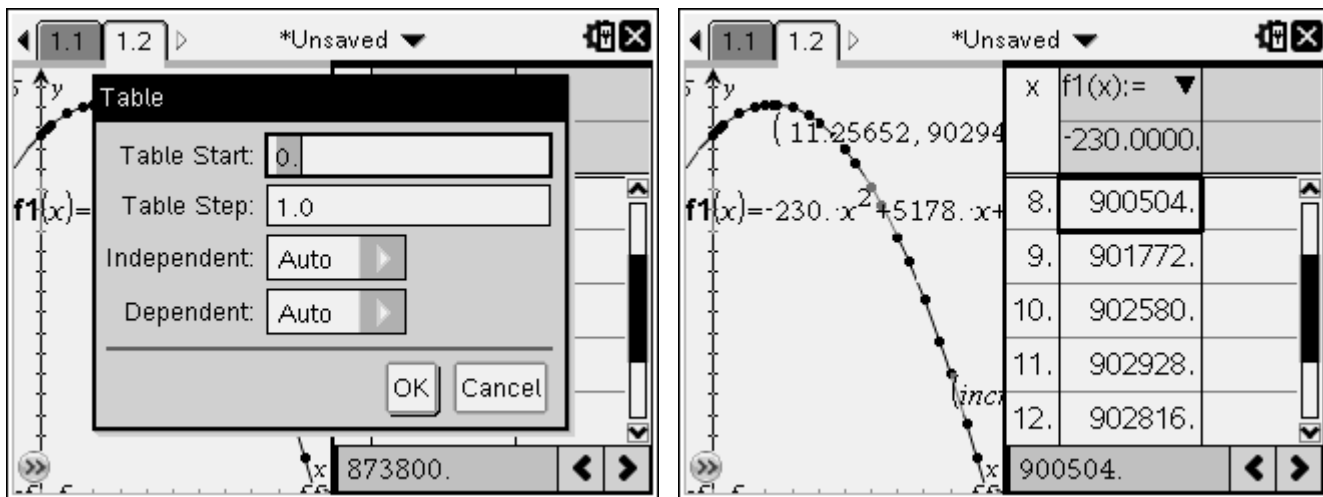 1.1 1.2 *Unsaved
y
Table
Table Start: 0.
f1(x)=
Table Step: 1.0
Independent: Auto
Dependent: Auto
OK Cancel
x
873800.
1.1 1.2 *Unsaved
y
x f1(x):=
(11.25652,90294
-230.0000
f1(x)=-230.·x²+5178.·x+
8. 900504.
9. 901772.
10. 902580.
11. 902928.
(incr
12. 902816.
x
900504.